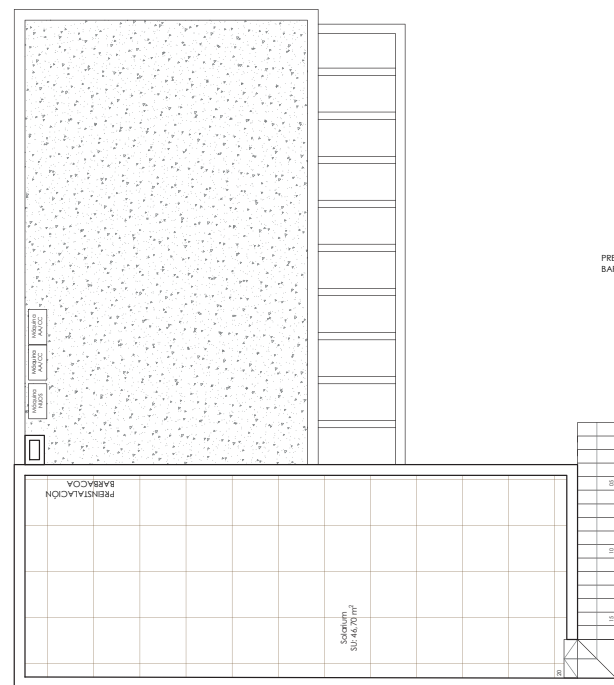 PRE
BAR
Máquina
AA/CC
Máquina
AA/CC
Máquina
HUOS
PREINSTALACIÓN
BARBACOA
Solarium
SU: 46,70 m²
05
10
15
20